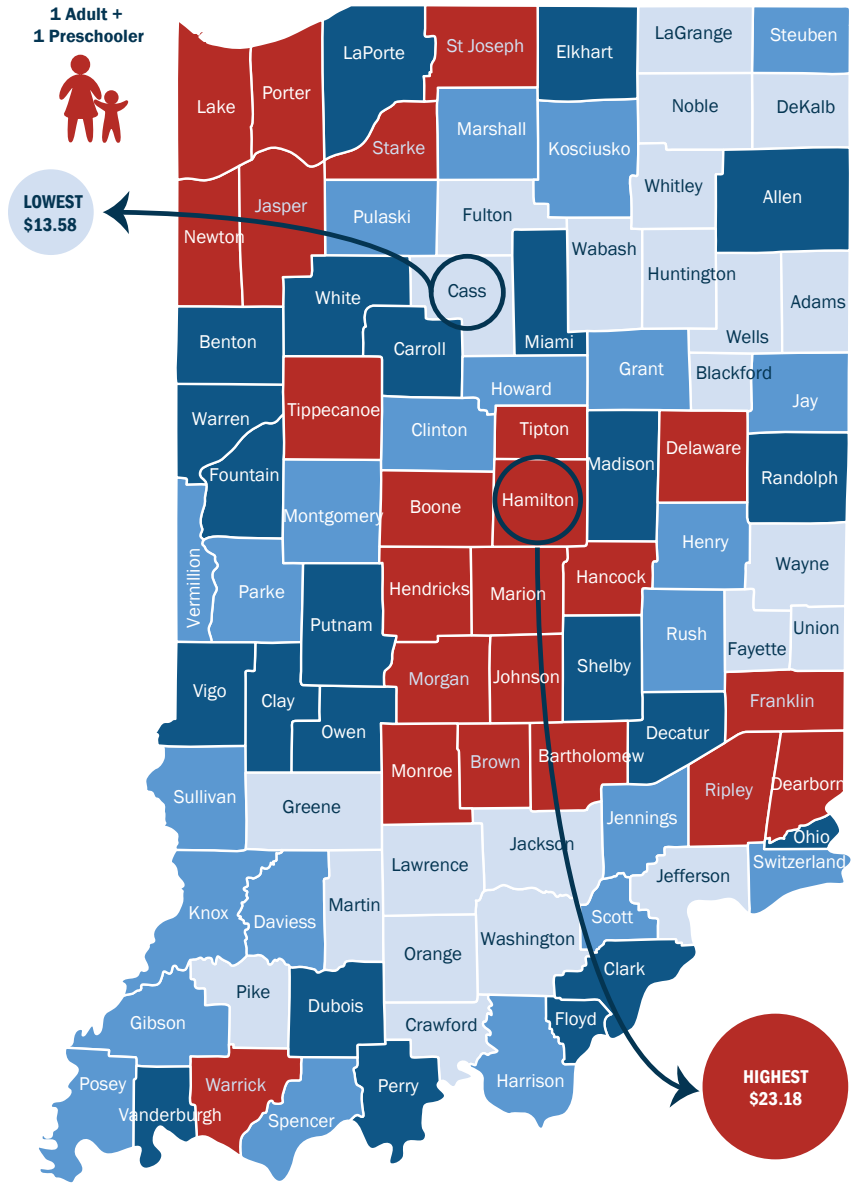 1 Adult +
1 Preschooler
LaPorte
St Joseph
Elkhart
LaGrange
Steuben
Lake
Porter
Starke
Marshall
Kosciusko
Noble
DeKalb
Whitley
Allen
LOWEST
$13.58
Newton
Jasper
Pulaski
Fulton
Wabash
Huntington
Adams
Wells
White
Cass
Miami
Benton
Carroll
Howard
Grant
Blackford
Jay
Warren
Tippecanoe
Clinton
Tipton
Madison
Delaware
Randolph
Fountain
Montgomery
Boone
Hamilton
Henry
Wayne
Vermillion
Parke
Putnam
Hendricks
Marion
Hancock
Rush
Fayette
Union
Vigo
Clay
Owen
Morgan
Johnson
Shelby
Decatur
Franklin
Sullivan
Greene
Monroe
Brown
Bartholomew
Jennings
Ripley
Dearborn
Ohio
Switzerland
Knox
Daviess
Martin
Lawrence
Jackson
Jefferson
Scott
Orange
Washington
Clark
Floyd
Gibson
Pike
Dubois
Crawford
Harrison
Posey
Vanderburgh
Warrick
Spencer
Perry
HIGHEST
$23.18